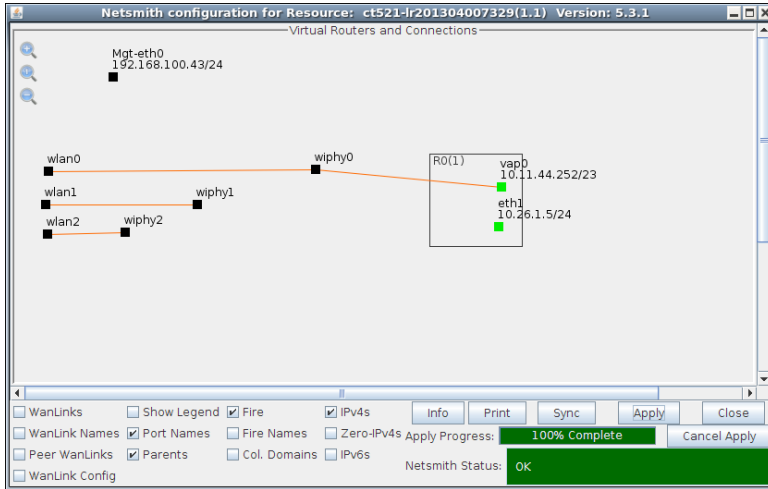 Netsmith configuration for Resource: ct521-lr201304007329(1.1) Version: 5.3.1
Virtual Routers and Connections
Mgt-eth0
192.168.100.43/24
wlan0
wiphy0
R0(1)
vap0
10.11.44.252/23
wlan1
wiphy1
eth1
10.26.1.5/24
wlan2
wiphy2
WanLinks
Show Legend
Fire
IPv4s
Info
Print
Sync
Apply
Close
WanLink Names
Port Names
Fire Names
Zero-IPv4s
Apply Progress:
100% Complete
Cancel Apply
Peer WanLinks
Parents
Col. Domains
IPv6s
Netsmith Status:
OK
WanLink Config